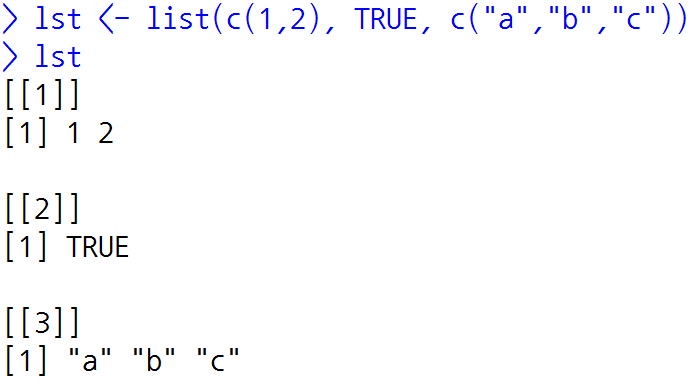 > lst <- list(c(1,2), TRUE, c("a","b","c"))
> lst
[[1]]
[1] 1 2
[[2]]
[1] TRUE
[[3]]
[1] "a" "b" "c"